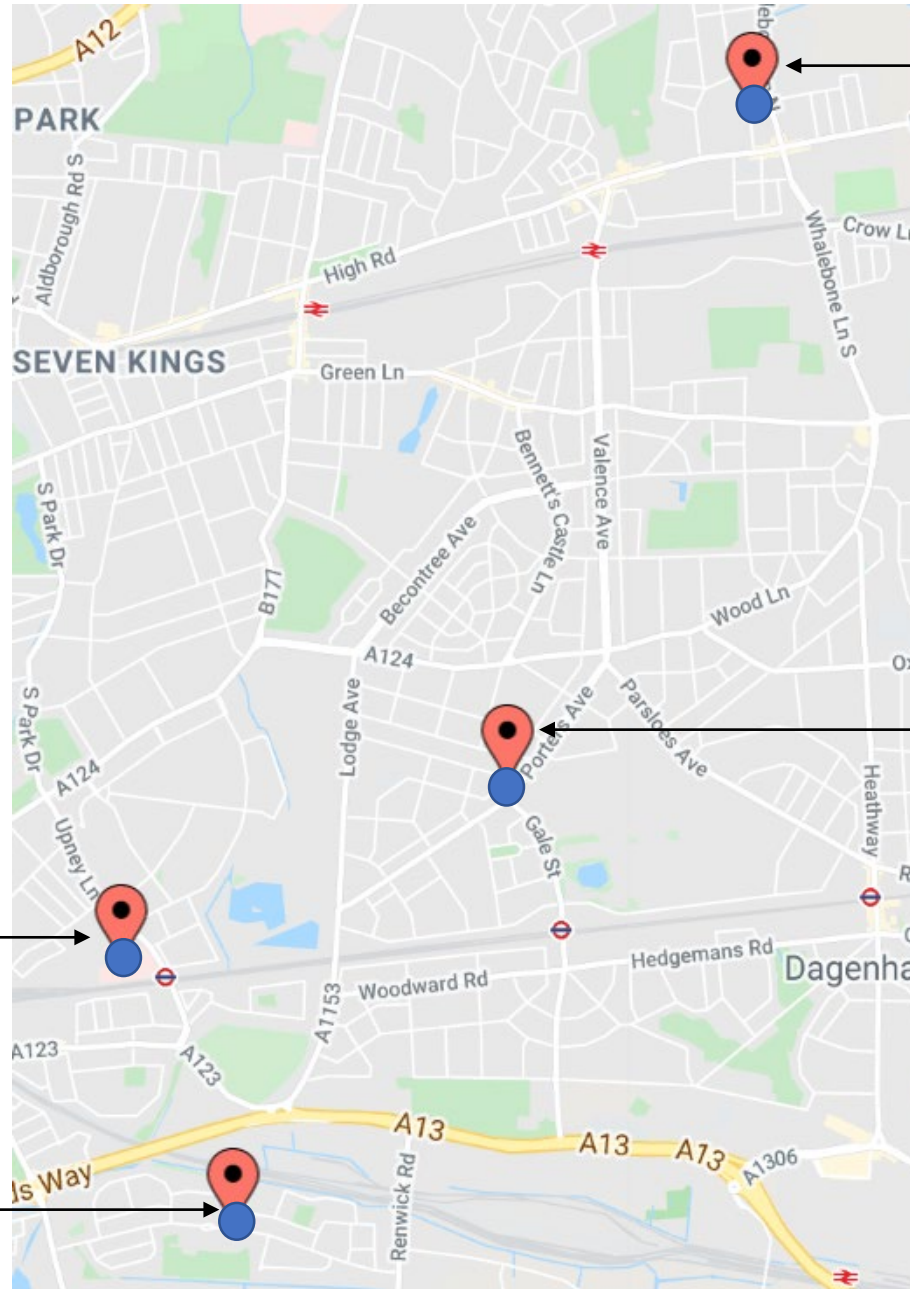 A12
PARK
Aldborough Rd S
High Rd
Crow L
Whalebone Ln S
SEVEN KINGS
Green Ln
Bennett's Castle Ln
Valence Ave
S Park Dr
Becontree Ave
B177
Wood Ln
A124
Lodge Ave
Porters Ave
Parsloes Ave
S Park Dr
A124
Upney Ln
Gale St
Heathway
Woodward Rd
Hedgemans Rd
Dagenha
A1153
A123
A123
A13
A13
A13
A1306
ds Way
Renwick Rd